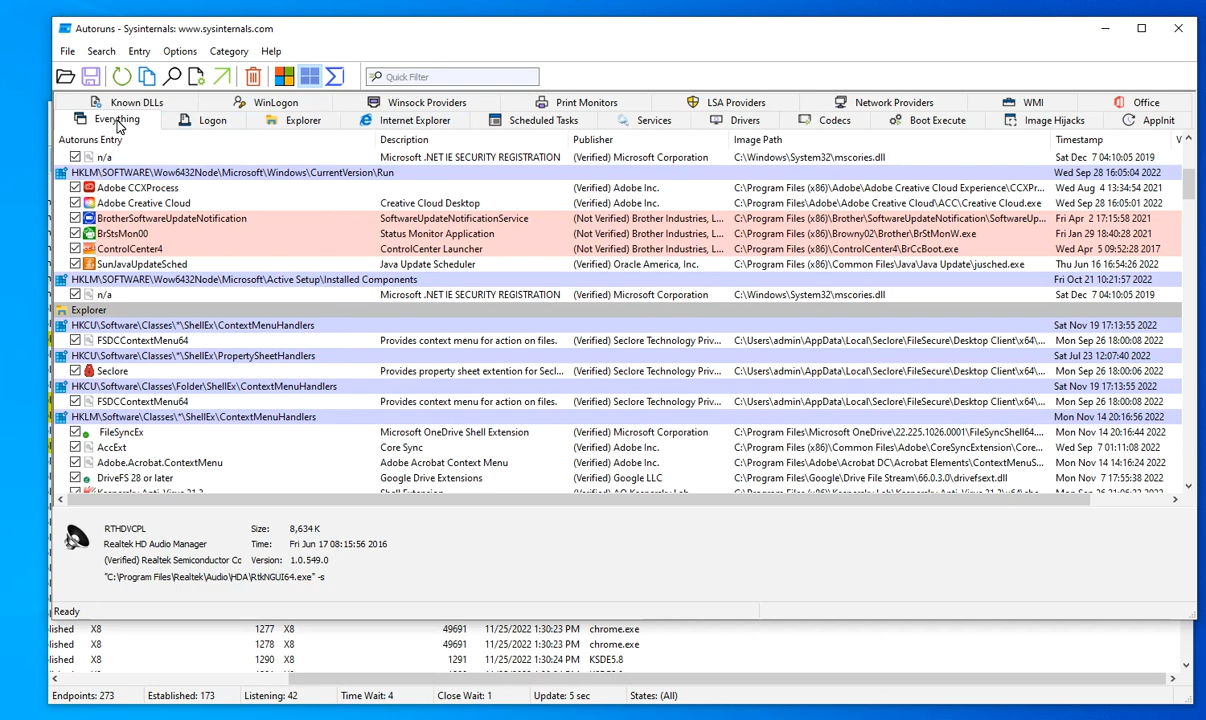 Autoruns - Sysinternals: www.sysinternals.com
File Search Entry Options Category Help
Quick Filter
Known DLLs WinLogon Winsock Providers Print Monitors LSA Providers Network Providers WMI Office
Everything Logon Explorer Internet Explorer Scheduled Tasks Services Drivers Codecs Boot Execute Image Hijacks AppInit
Autoruns Entry Description Publisher Image Path Timestamp V
n/a Microsoft .NET IE SECURITY REGISTRATION (Verified) Microsoft Corporation C:\Windows\System32\mscories.dll Sat Dec 7 04:10:05 2019
HKLM\SOFTWARE\Wow6432Node\Microsoft\Windows\CurrentVersion\Run Wed Sep 28 16:05:04 2022
Adobe CCXProcess (Verified) Adobe Inc. C:\Program Files (x86)\Adobe\Adobe Creative Cloud Experience\CCXPr... Wed Aug 4 13:34:54 2021
Adobe Creative Cloud Creative Cloud Desktop (Verified) Adobe Inc. C:\Program Files (x86)\Adobe\Adobe Creative Cloud\ACC\Creative Cloud.exe Wed Sep 28 16:05:01 2022
BrotherSoftwareUpdateNotification SoftwareUpdateNotificationService (Not Verified) Brother Industries, L... C:\Program Files (x86)\Brother\SoftwareUpdateNotification\SoftwareUp... Fri Apr 2 17:15:58 2021
BrStsMon00 Status Monitor Application (Not Verified) Brother Industries, L... C:\Program Files (x86)\Browny02\Brother\BrStMonW.exe Fri Jan 29 18:40:28 2021
ControlCenter4 ControlCenter Launcher (Not Verified) Brother Industries, L... C:\Program Files (x86)\ControlCenter4\BrCcBoot.exe Wed Apr 5 09:52:28 2017
SunJavaUpdateSched Java Update Scheduler (Verified) Oracle America, Inc. C:\Program Files (x86)\Common Files\Java\Java Update\jusched.exe Thu Jun 16 16:54:26 2022
HKLM\SOFTWARE\Wow6432Node\Microsoft\Active Setup\Installed Components Fri Oct 21 10:21:57 2022
n/a Microsoft .NET IE SECURITY REGISTRATION (Verified) Microsoft Corporation C:\Windows\System32\mscories.dll Sat Dec 7 04:10:05 2019
Explorer
HKCU\Software\Classes\*\ShellEx\ContextMenuHandlers Sat Nov 19 17:13:55 2022
FSDCContextMenu64 Provides context menu for action on files. (Verified) Seclore Technology Priv... C:\Users\admin\AppData\Local\Seclore\FileSecure\Desktop Client\x64\... Mon Sep 26 18:00:08 2022
HKCU\Software\Classes\*\ShellEx\PropertySheetHandlers Sat Jul 23 12:07:40 2022
Seclore Provides property sheet extention for Secl... (Verified) Seclore Technology Priv... C:\Users\admin\AppData\Local\Seclore\FileSecure\Desktop Client\x64\... Mon Sep 26 18:00:06 2022
HKCU\Software\Classes\Folder\ShellEx\ContextMenuHandlers Sat Nov 19 17:13:55 2022
FSDCContextMenu64 Provides context menu for action on files. (Verified) Seclore Technology Priv... C:\Users\admin\AppData\Local\Seclore\FileSecure\Desktop Client\x64\... Mon Sep 26 18:00:08 2022
HKLM\Software\Classes\*\ShellEx\ContextMenuHandlers Mon Nov 14 20:16:56 2022
FileSyncEx Microsoft OneDrive Shell Extension (Verified) Microsoft Corporation C:\Program Files\Microsoft OneDrive\22.225.1026.0001\FileSyncShell64... Mon Nov 14 20:16:44 2022
AccExt Core Sync (Verified) Adobe Inc. C:\Program Files (x86)\Common Files\Adobe\CoreSyncExtension\Core... Wed Sep 7 01:11:08 2022
Adobe.Acrobat.ContextMenu Adobe Acrobat Context Menu (Verified) Adobe Inc. C:\Program Files\Adobe\Acrobat DC\Acrobat Elements\ContextMenuS... Mon Nov 14 14:16:24 2022
DriveFS 28 or later Google Drive Extensions (Verified) Google LLC C:\Program Files\Google\Drive File Stream\66.0.3.0\drivefsext.dll Mon Nov 14 20:16:56 2022
RTHDVCPL Size: 8,634 K
Realtek HD Audio Manager Time: Fri Jun 17 08:15:56 2016
(Verified) Realtek Semiconductor Cc Version: 1.0.549.0
"C:\Program Files\Realtek\Audio\HDA\RtkNGUI64.exe" -s
Ready
lished X8 1277 X8 49691 11/25/2022 1:30:23 PM chrome.exe
lished X8 1278 X8 49691 11/25/2022 1:30:23 PM chrome.exe
lished X8 1290 X8 1291 11/25/2022 1:30:24 PM KSDE5.8
Endpoints: 273 Established: 173 Listening: 42 Time Wait: 4 Close Wait: 1 Update: 5 sec States: (All)